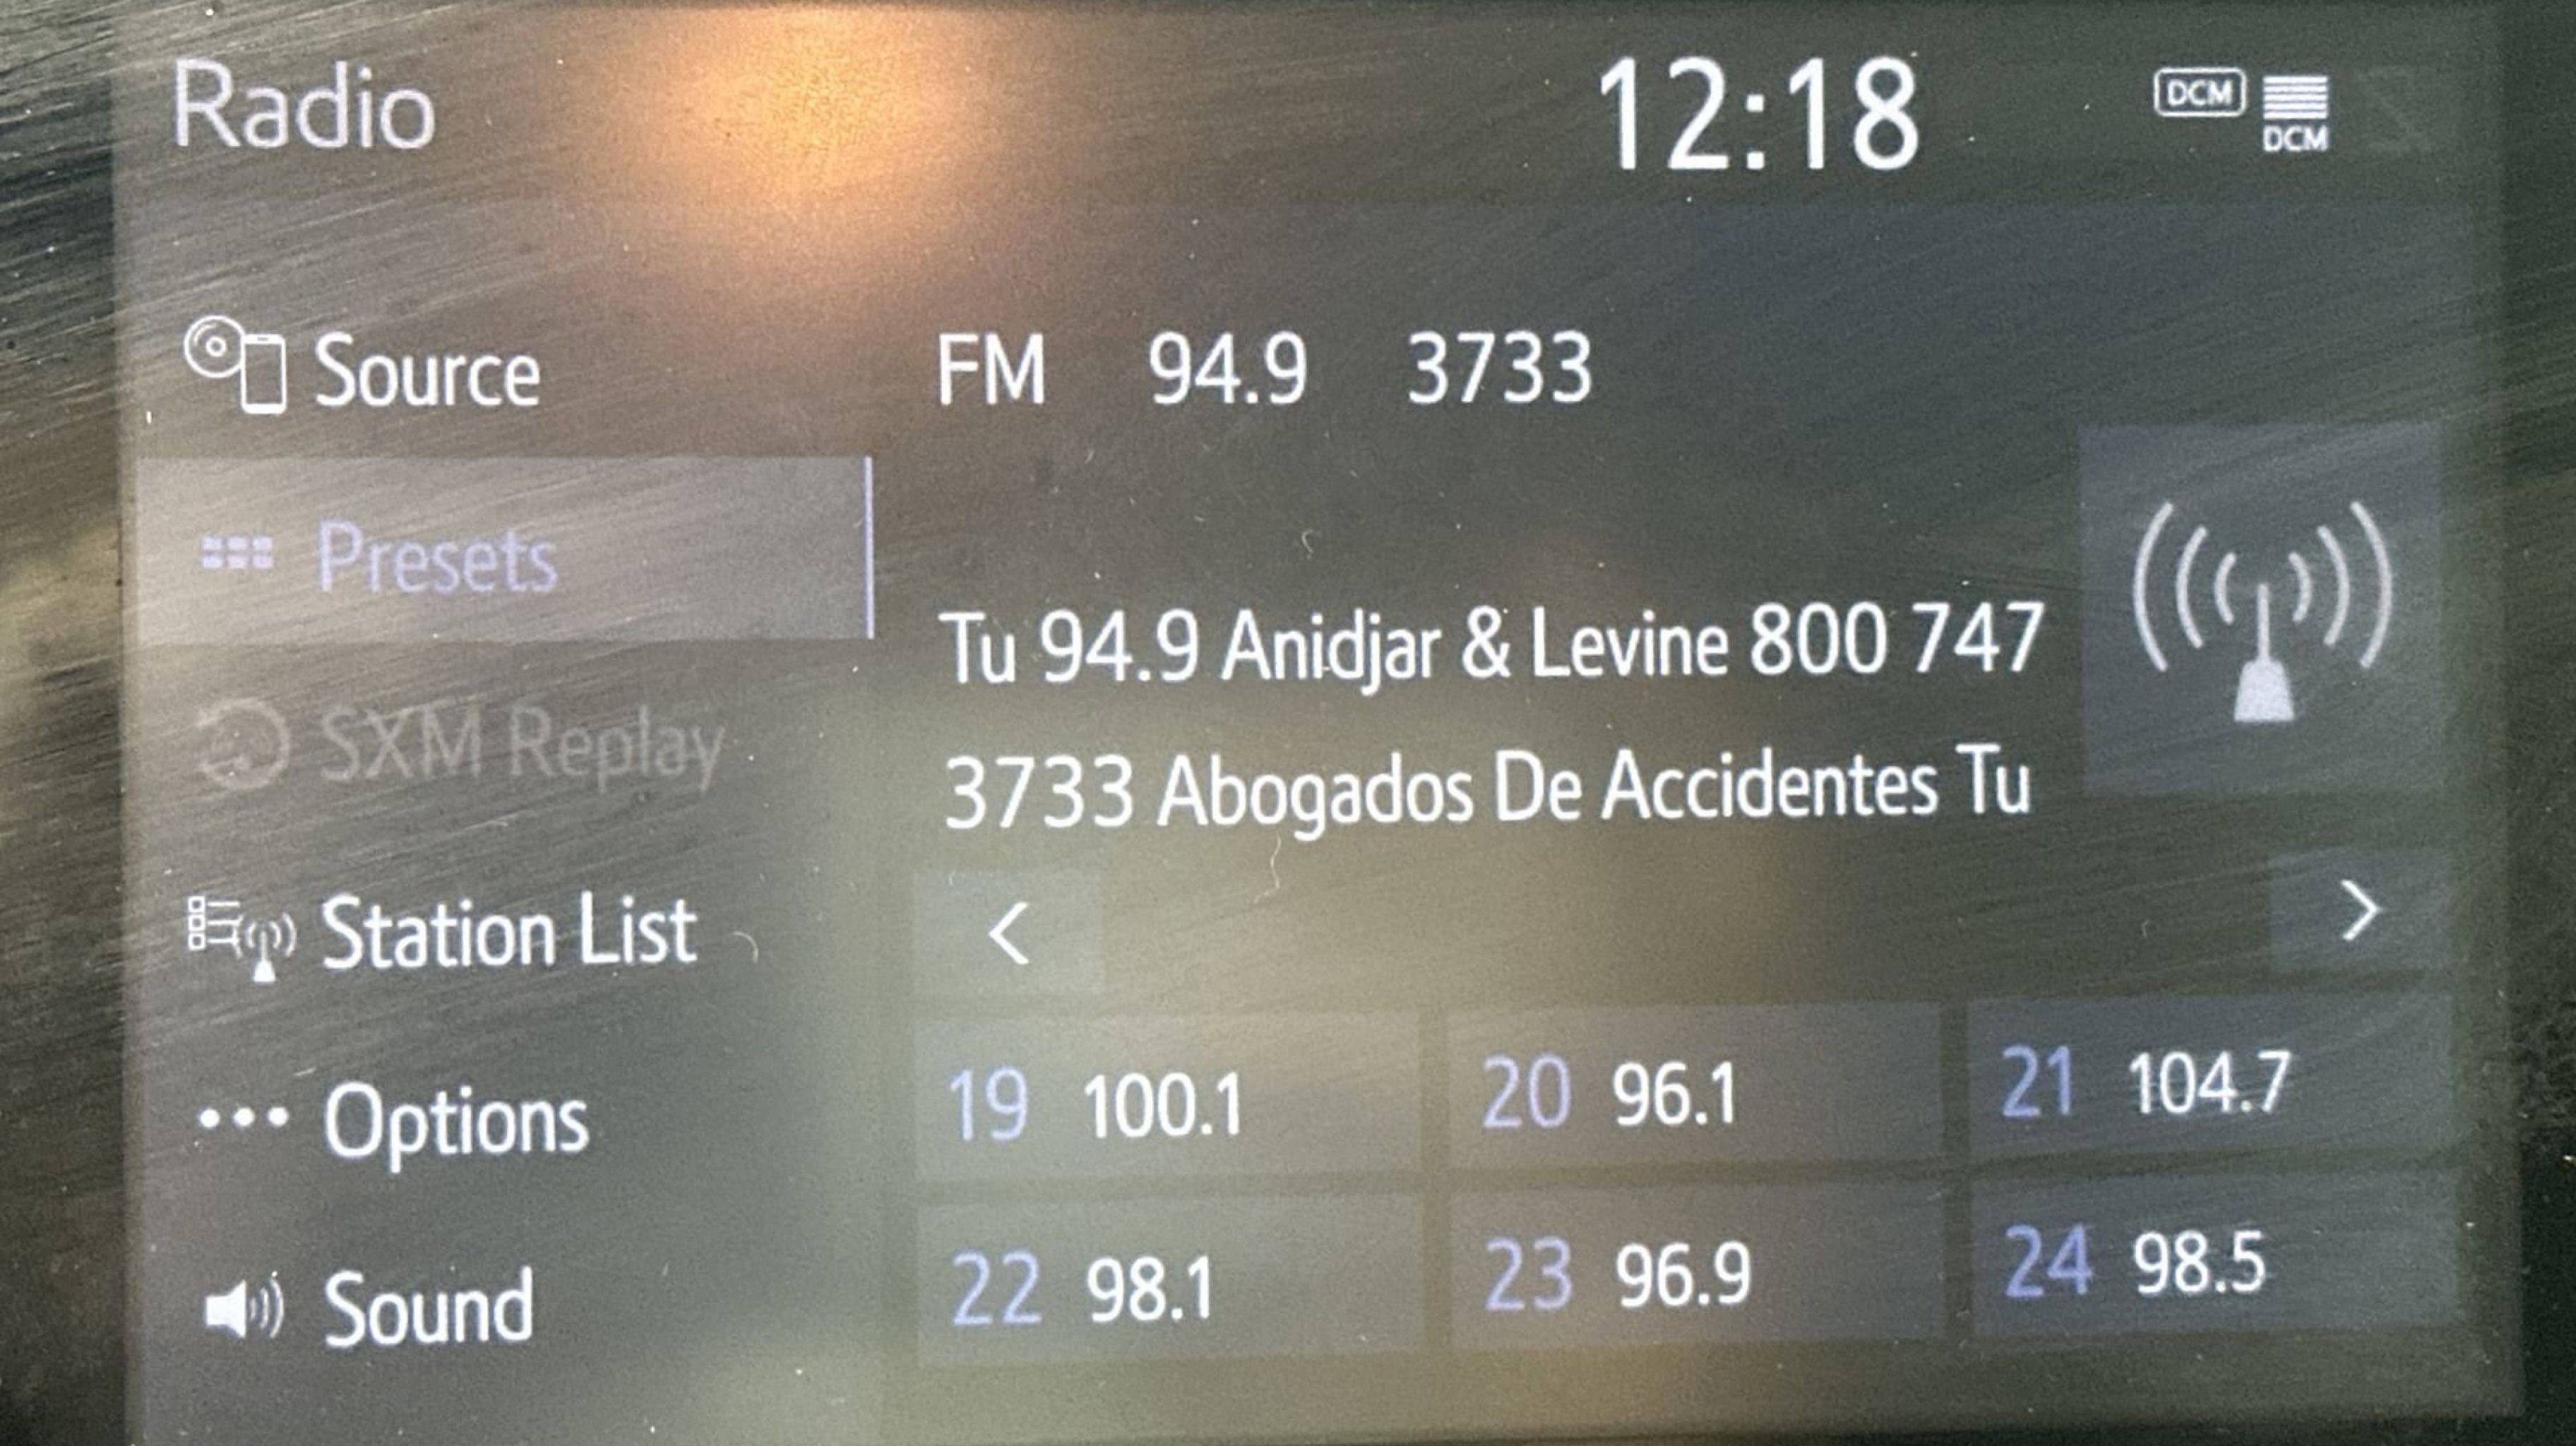 Radio
12:18
DCM
DCM
Source
FM 94.9 3733
Presets
Tu 94.9 Anidjar & Levine 800 747
SXM Replay
3733 Abogados De Accidentes Tu
Station List
Options
19 100.1
20 96.1
21 104.7
Sound
22 98.1
23 96.9
24 98.5